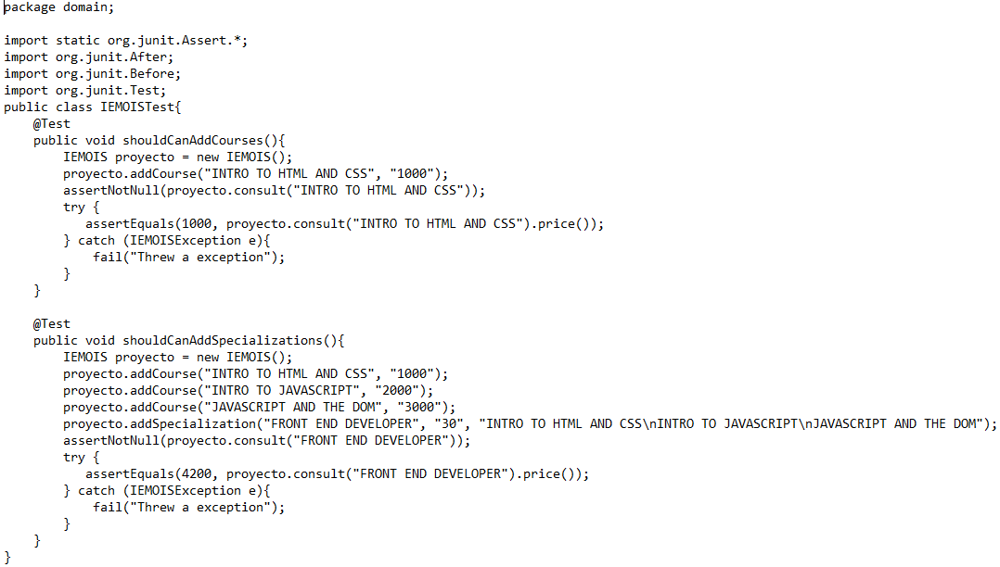 package domain;

import static org.junit.Assert.*;
import org.junit.After;
import org.junit.Before;
import org.junit.Test;
public class IEMOISTest{
    @Test
    public void shouldCanAddCourses(){
        IEMOIS proyecto = new IEMOIS();
        proyecto.addCourse("INTRO TO HTML AND CSS", "1000");
        assertNotNull(proyecto.consult("INTRO TO HTML AND CSS"));
        try {
           assertEquals(1000, proyecto.consult("INTRO TO HTML AND CSS").price());
        } catch (IEMOISException e){
            fail("Threw a exception");
        }
    }

    @Test
    public void shouldCanAddSpecializations(){
        IEMOIS proyecto = new IEMOIS();
        proyecto.addCourse("INTRO TO HTML AND CSS", "1000");
        proyecto.addCourse("INTRO TO JAVASCRIPT", "2000");
        proyecto.addCourse("JAVASCRIPT AND THE DOM", "3000");
        proyecto.addSpecialization("FRONT END DEVELOPER", "30", "INTRO TO HTML AND CSS\nINTRO TO JAVASCRIPT\nJAVASCRIPT AND THE DOM");
        assertNotNull(proyecto.consult("FRONT END DEVELOPER"));
        try {
           assertEquals(4200, proyecto.consult("FRONT END DEVELOPER").price());
        } catch (IEMOISException e){
            fail("Threw a exception");
        }
    }
}